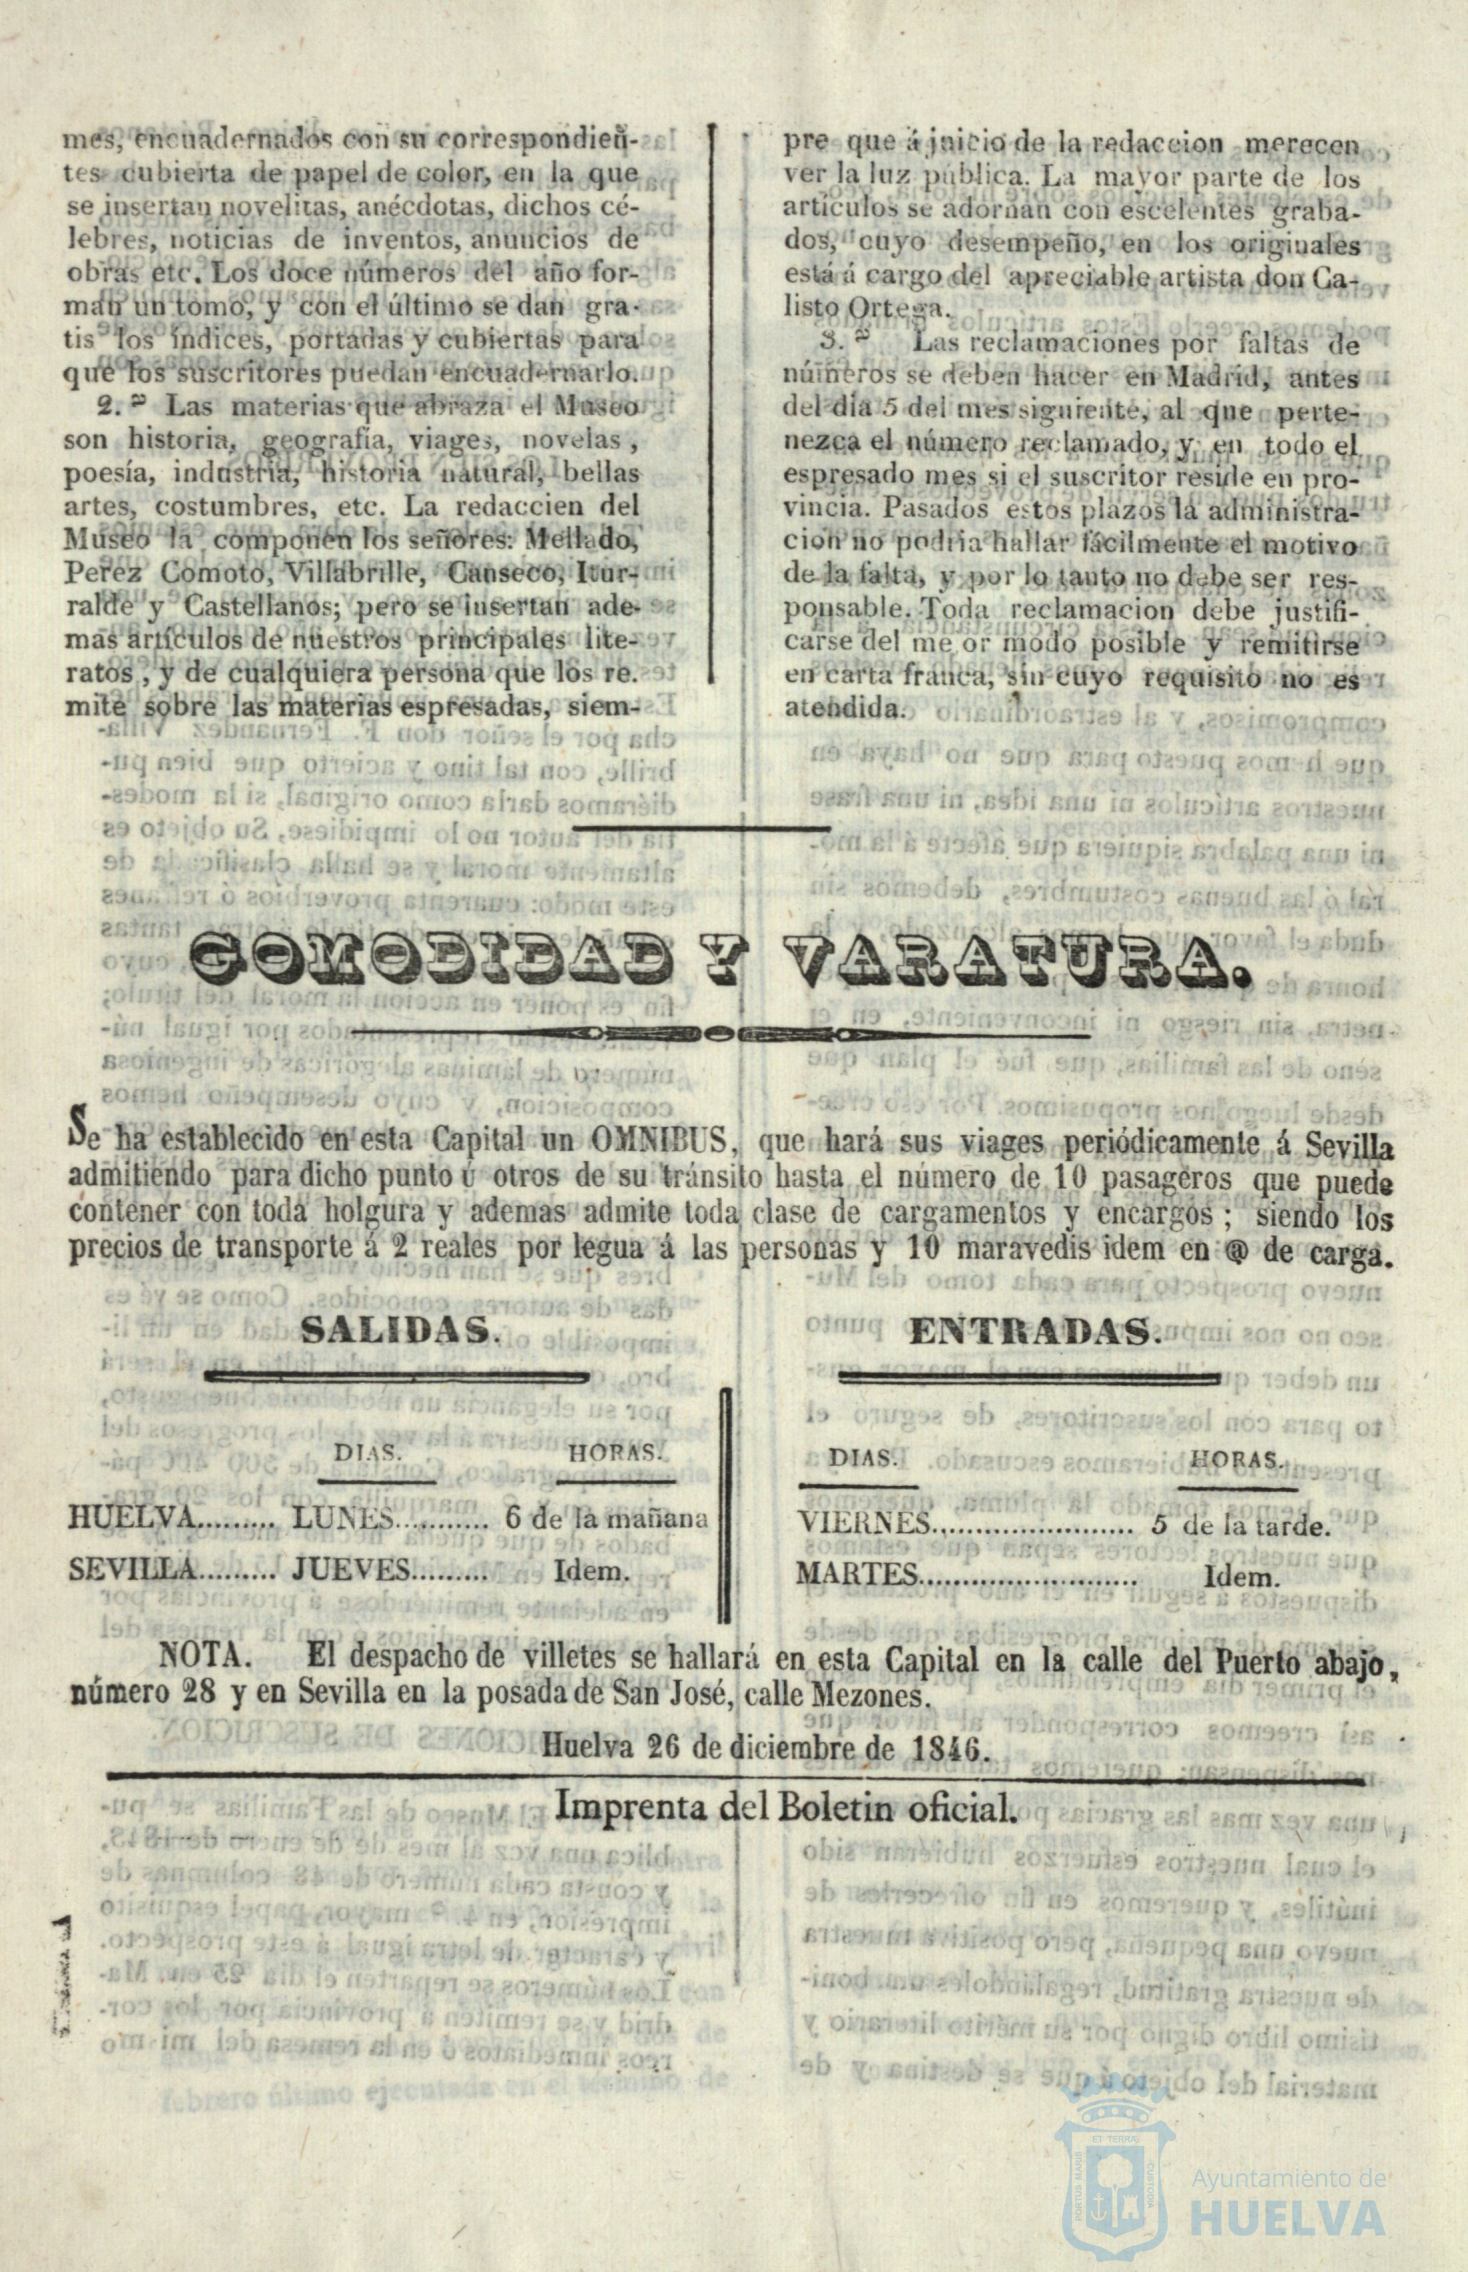 mes, encuadernados con su correspondien-
tes cubierta de papel de color, en la que
se insertan novelitas, anécdotas, dichos cé-
lebres, noticias de inventos, anuncios de
obras etc. Los doce números del año for-
man un tomo, y con el último se dan gra-
tis los índices, portadas y cubiertas para
que los suscritores puedan encuadernarlo.
2.ª Las materias que abraza el Museo
son historia, geografía, viages, novelas,
poesía, industria, historia natural, bellas
artes, costumbres, etc. La redaccien del
Museo la componen los señores: Mellado,
Perez Comoto, Villabrille, Canseco, Itur-
ralde y Castellanos; pero se insertan ade-
mas artículos de nuestros principales lite-
ratos, y de cualquiera persona que los re.
mite sobre las materias espresadas, siem-
pre que á juicio de la redaccion merecen
ver la luz pública. La mayor parte de los
artículos se adornan con escelentes graba-
dos, cuyo desempeño, en los originales
está á cargo del apreciable artista don Ca-
listo Ortega.
3.ª Las reclamaciones por faltas de
números se deben hacer en Madrid, antes
del dia 5 del mes siguiente, al que perte-
nezca el número reclamado, y en todo el
espresado mes si el suscritor reside en pro-
vincia. Pasados estos plazos la administra-
cion no podria hallar fácilmente el motivo
de la falta, y por lo tanto no debe ser res-
ponsable. Toda reclamacion debe justifi-
carse del me or modo posible y remitirse
en carta franca, sin cuyo requisito no es
atendida.
COMODIDAD Y VARATURA.
Se ha establecido en esta Capital un OMNIBUS, que hará sus viages periódicamente á Sevilla
admitiendo para dicho punto ú otros de su tránsito hasta el número de 10 pasageros que puede
contener con toda holgura y ademas admite toda clase de cargamentos y encargos; siendo los
precios de transporte á 2 reales por legua á las personas y 10 maravedis idem en @ de carga.
SALIDAS. ENTRADAS.
DIAS. HORAS. DIAS. HORAS.
HUELVA......... LUNES........... 6 de la mañana VIERNES........................ 5 de la tarde.
SEVILLA......... JUEVES......... Idem. MARTES.......................... Idem.
NOTA. El despacho de villetes se hallará en esta Capital en la calle del Puerto abajo,
número 28 y en Sevilla en la posada de San José, calle Mezones.
Huelva 26 de diciembre de 1846.
Imprenta del Boletin oficial.
ET TERRÆ
PORTUS MARIS
CUSTODIA
Ayuntamiento de
HUELVA